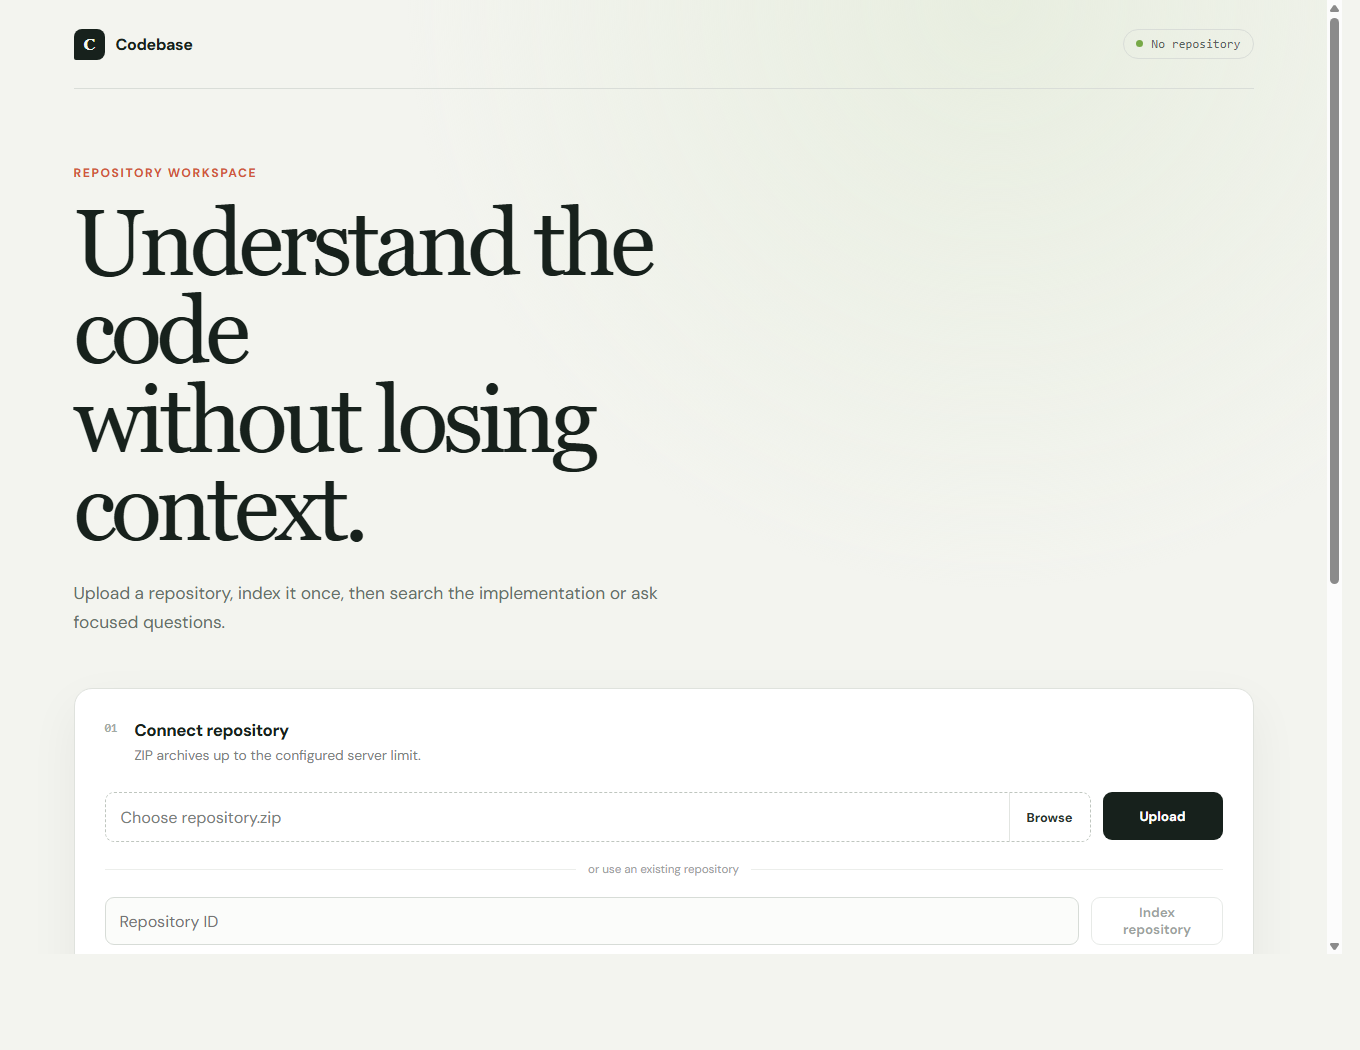 C Codebase
No repository
REPOSITORY WORKSPACE
Understand the
code
without losing
context.
Upload a repository, index it once, then search the implementation or ask
focused questions.
01 Connect repository
ZIP archives up to the configured server limit.
Choose repository.zip
Browse
Upload
or use an existing repository
Repository ID
Index
repository